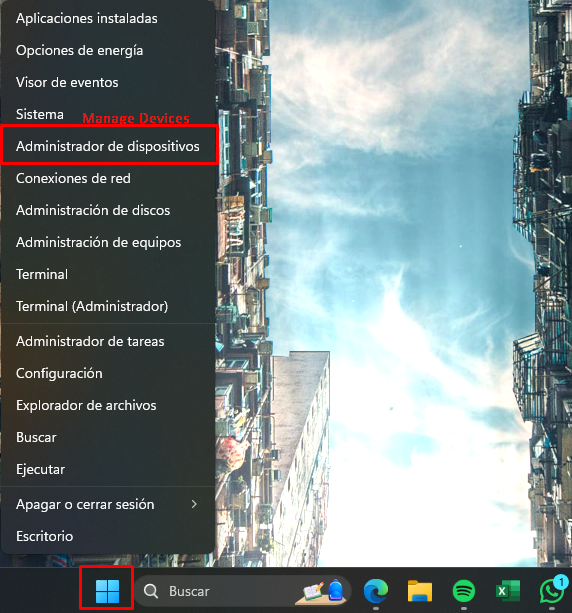 Aplicaciones instaladas
Opciones de energía
Visor de eventos
Sistema
Manage Devices
Administrador de dispositivos
Conexiones de red
Administración de discos
Administración de equipos
Terminal
Terminal (Administrador)
Administrador de tareas
Configuración
Explorador de archivos
Buscar
Ejecutar
Apagar o cerrar sesión
Escritorio
Buscar
1